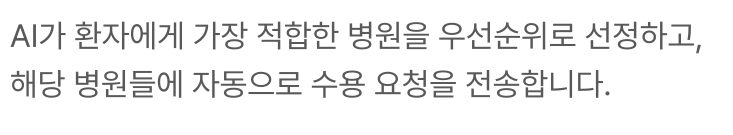 AI가 환자에게 가장 적합한 병원을 우선순위로 선정하고,
해당 병원들에 자동으로 수용 요청을 전송합니다.